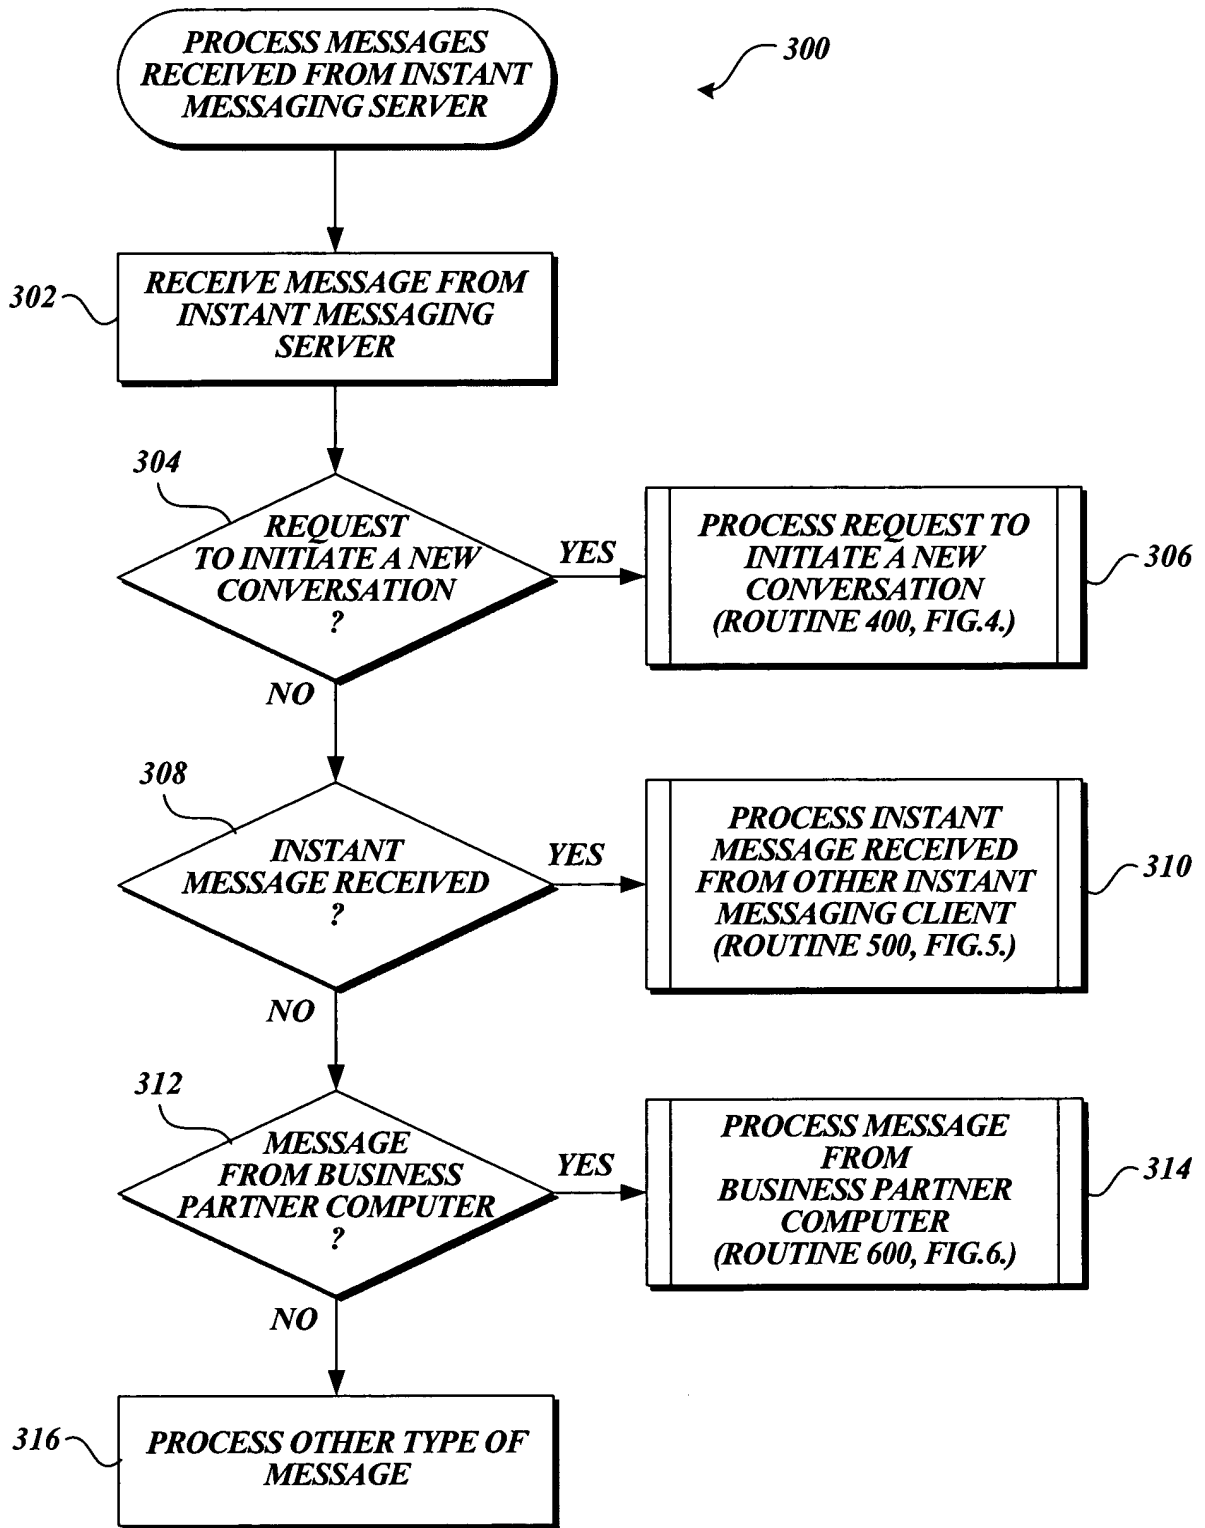 PROCESS MESSAGES
RECEIVED FROM INSTANT
MESSAGING SERVER
300
302
RECEIVE MESSAGE FROM
INSTANT MESSAGING
SERVER
304
REQUEST
TO INITIATE A NEW
CONVERSATION
?
YES
PROCESS REQUEST TO
INITIATE A NEW
CONVERSATION
(ROUTINE 400, FIG.4.)
306
NO
308
INSTANT
MESSAGE RECEIVED
?
YES
PROCESS INSTANT
MESSAGE RECEIVED
FROM OTHER INSTANT
MESSAGING CLIENT
(ROUTINE 500, FIG.5.)
310
NO
312
MESSAGE
FROM BUSINESS
PARTNER COMPUTER
?
YES
PROCESS MESSAGE
FROM
BUSINESS PARTNER
COMPUTER
(ROUTINE 600, FIG.6.)
314
NO
316
PROCESS OTHER TYPE OF
MESSAGE